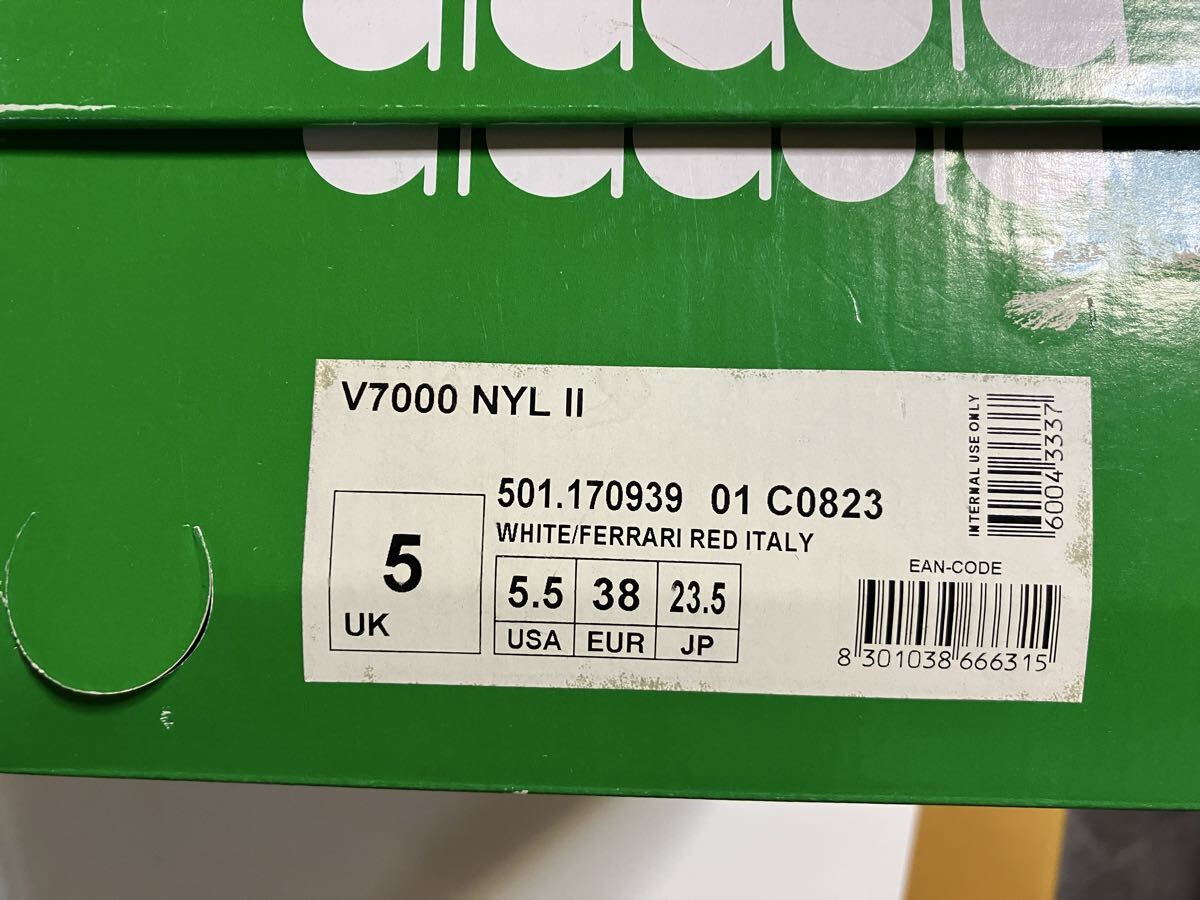 V7000 NYL II
501.170939 01 C0823
WHITE/FERRARI RED ITALY
5
UK
5.5 38 23.5
USA EUR JP
INTERNAL USE ONLY
60043337
EAN-CODE
8 301038 666315